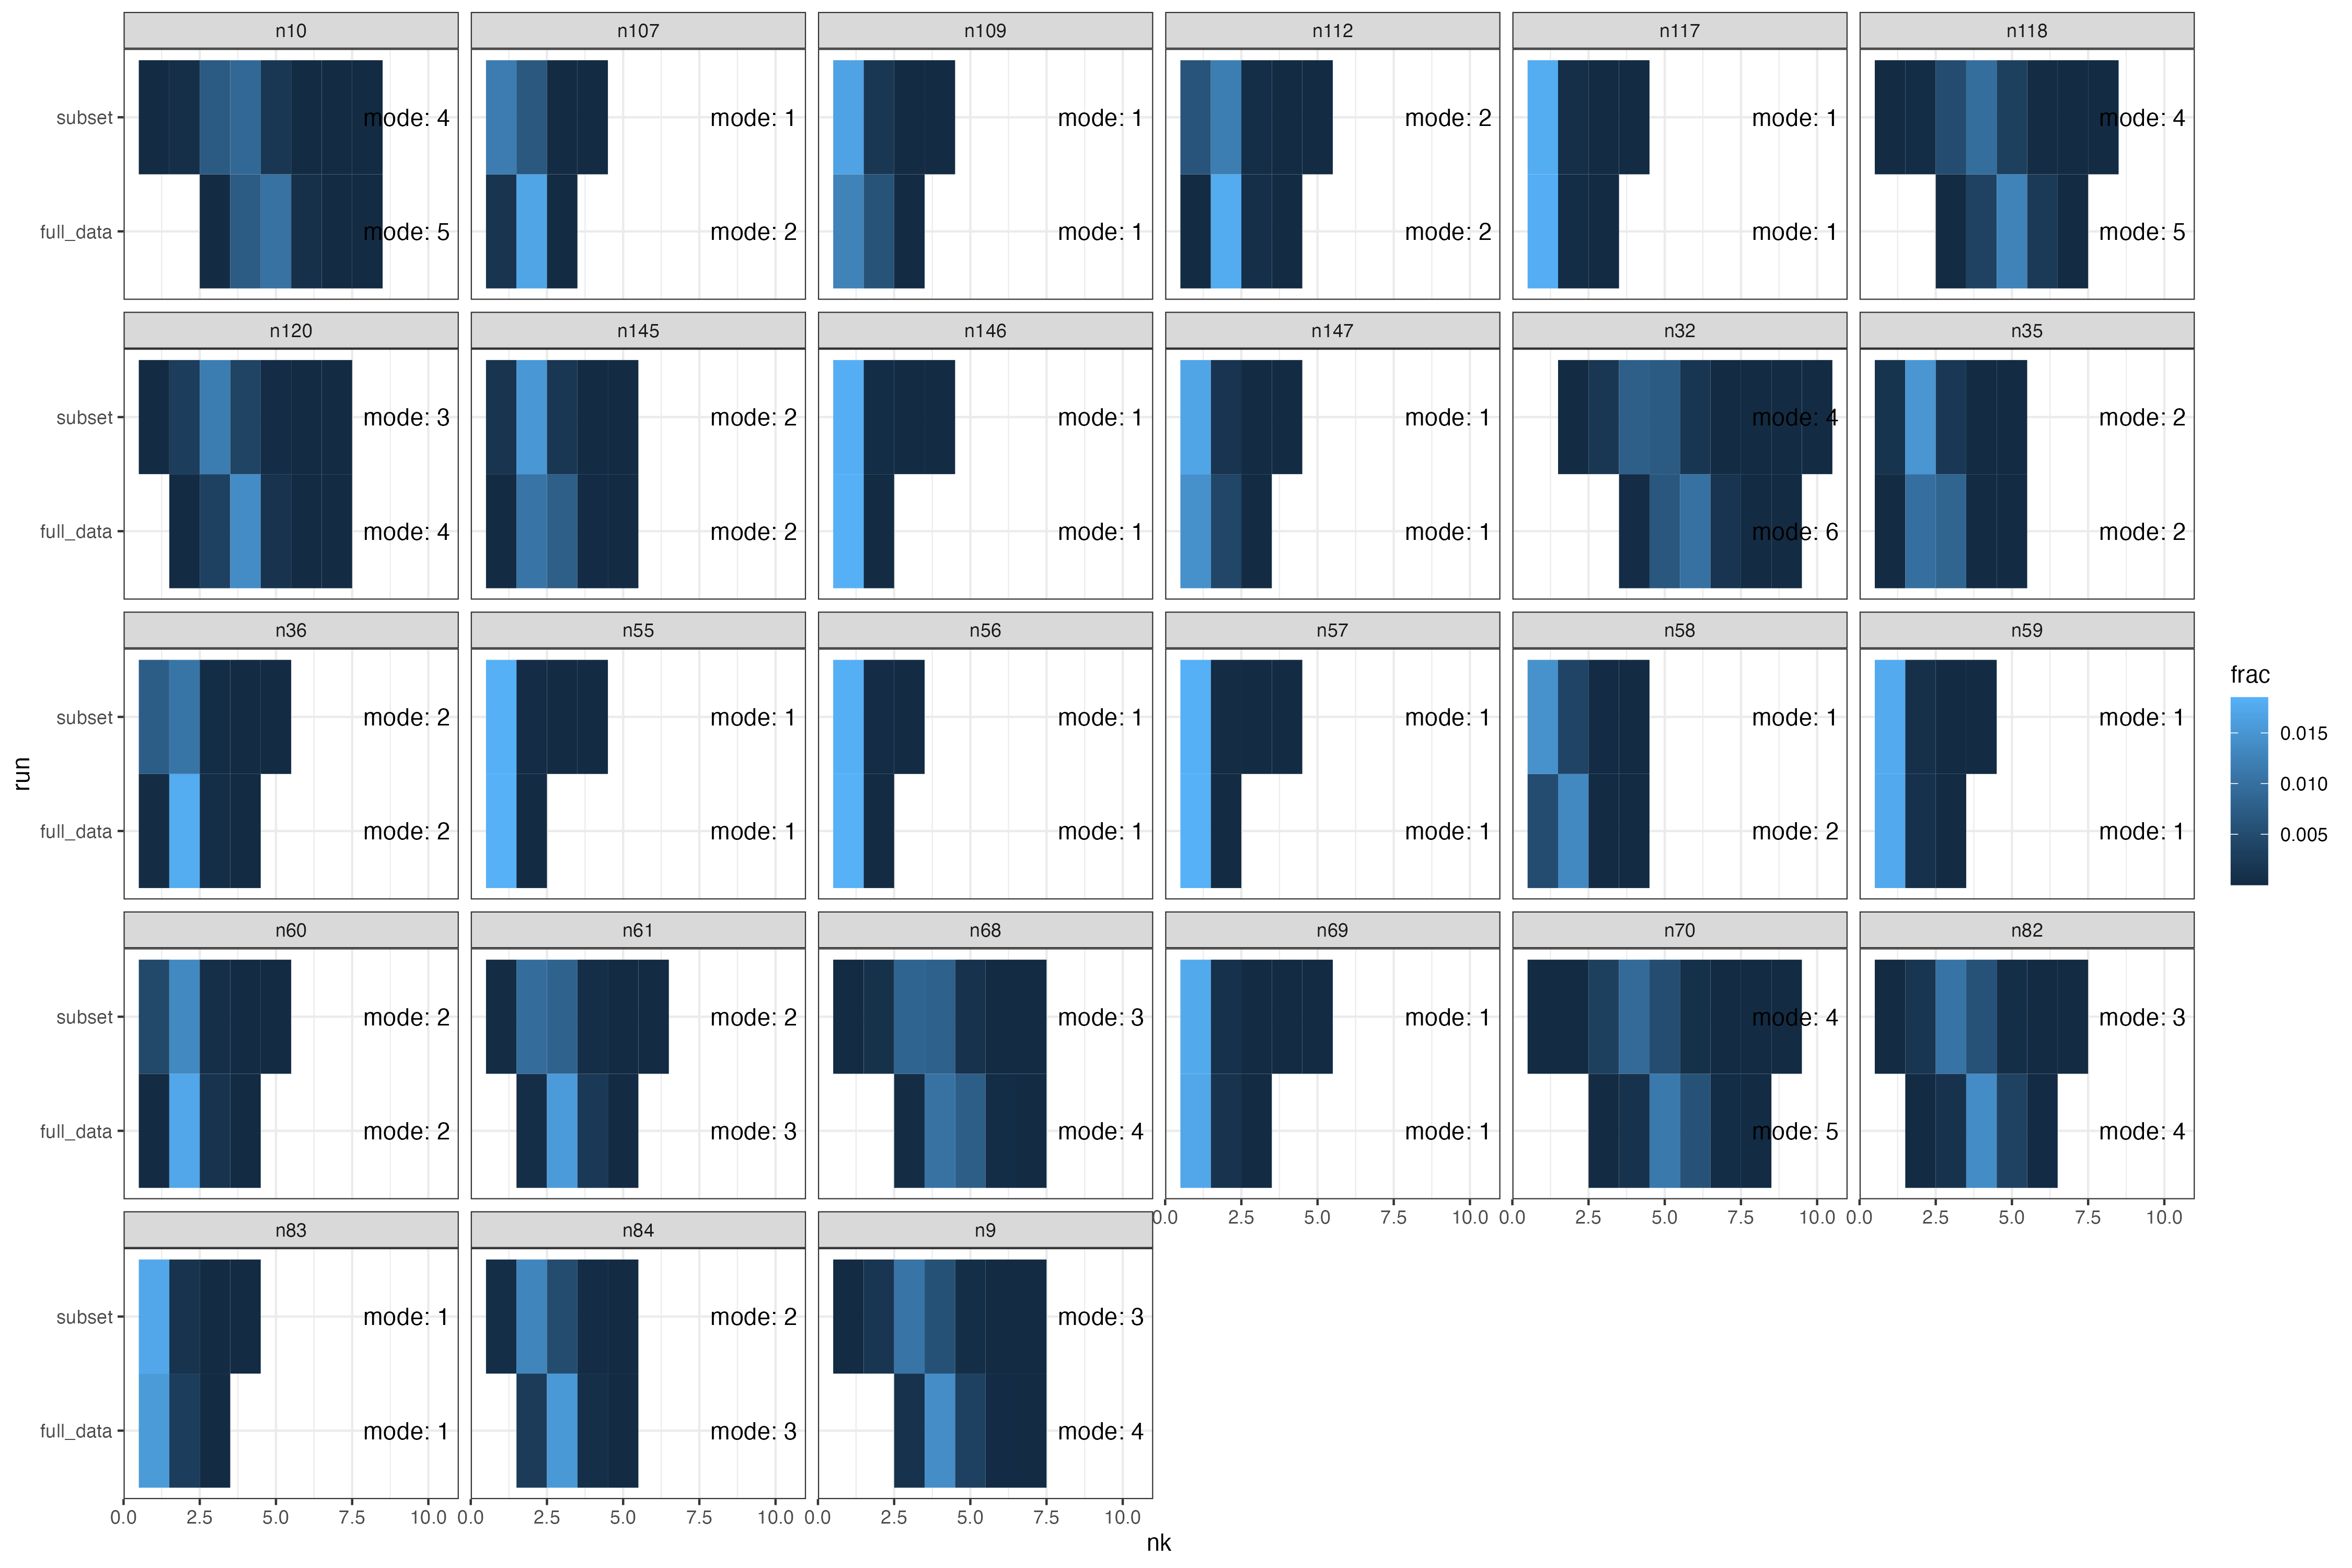 n10 n107 n109 n112 n117 n118
subset mode: 4 mode: 1 mode: 1 mode: 2 mode: 1 mode: 4
full_data mode: 5 mode: 2 mode: 1 mode: 2 mode: 1 mode: 5
n120 n145 n146 n147 n32 n35
subset mode: 3 mode: 2 mode: 1 mode: 1 mode: 4 mode: 2
full_data mode: 4 mode: 2 mode: 1 mode: 1 mode: 6 mode: 2
n36 n55 n56 n57 n58 n59
subset mode: 2 mode: 1 mode: 1 mode: 1 mode: 1 mode: 1
full_data mode: 2 mode: 1 mode: 1 mode: 1 mode: 2 mode: 1
run
frac
0.015
0.010
0.005
n60 n61 n68 n69 n70 n82
subset mode: 2 mode: 2 mode: 3 mode: 1 mode: 4 mode: 3
full_data mode: 2 mode: 3 mode: 4 mode: 1 mode: 5 mode: 4
0.0 2.5 5.0 7.5 10.0 0.0 2.5 5.0 7.5 10.0 0.0 2.5 5.0 7.5 10.0
n83 n84 n9
subset mode: 1 mode: 2 mode: 3
full_data mode: 1 mode: 3 mode: 4
0.0 2.5 5.0 7.5 10.0 0.0 2.5 5.0 7.5 10.0 0.0 2.5 5.0 7.5 10.0
nk